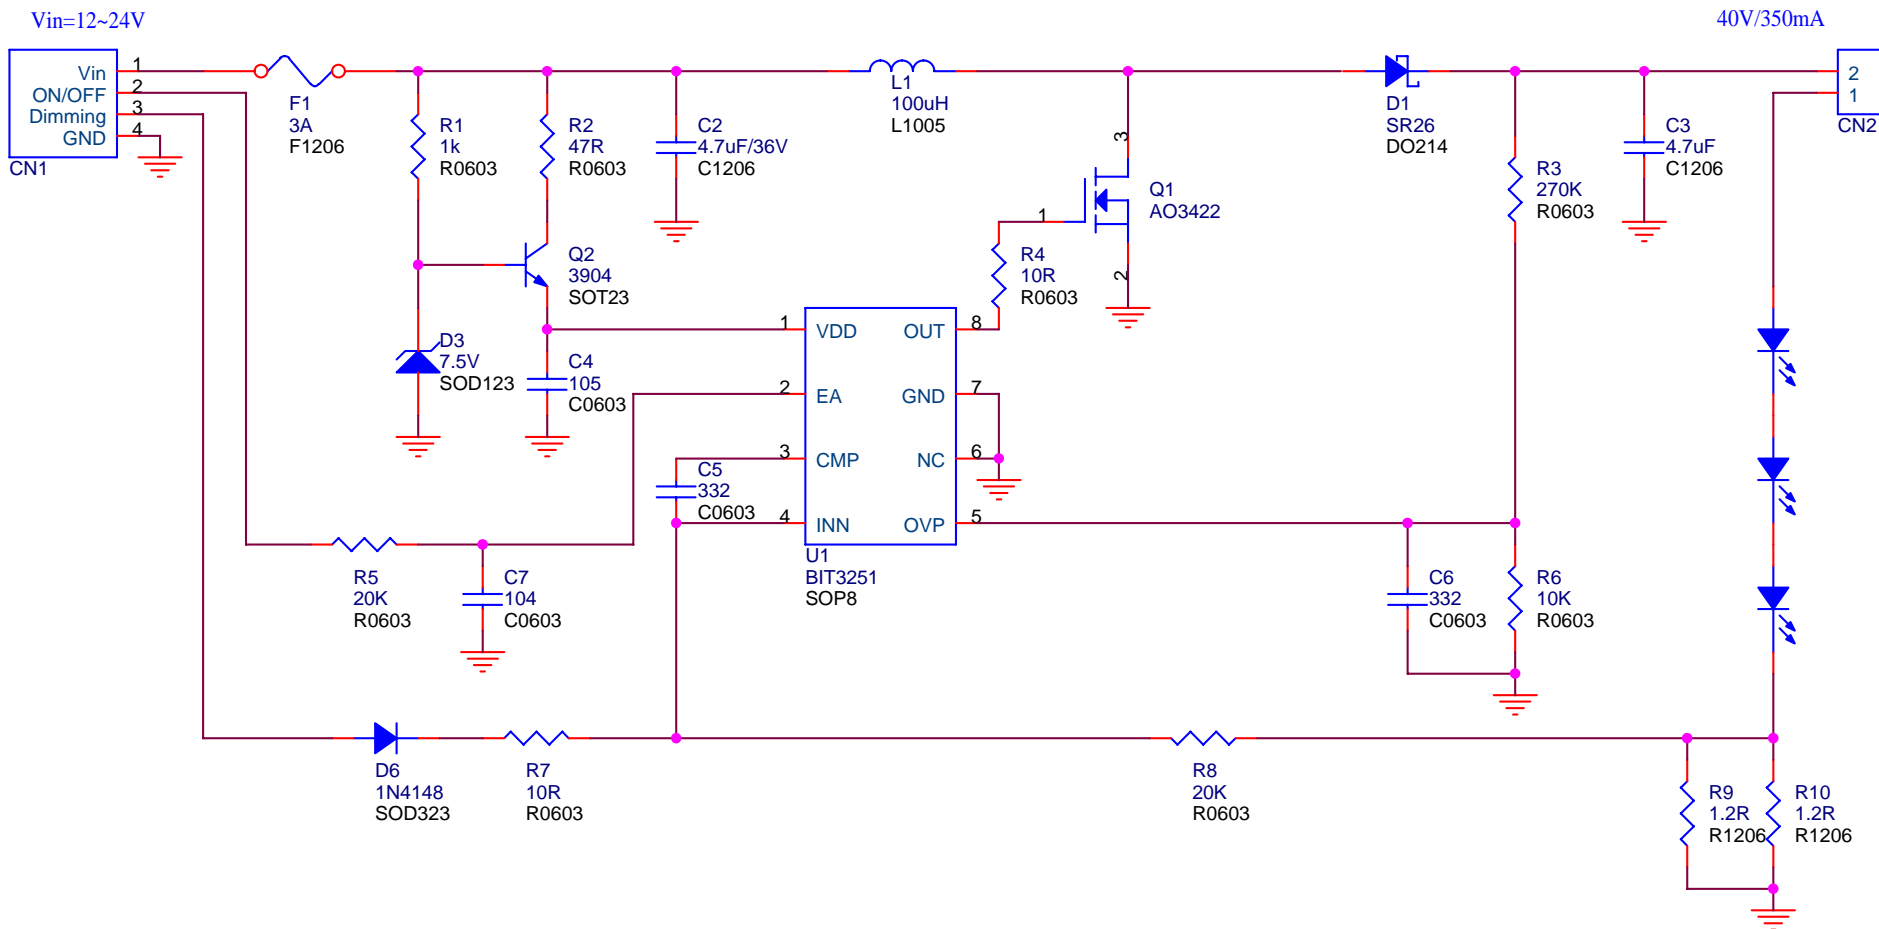 Vin=12~24V
40V/350mA
Vin
ON/OFF
Dimming
GND
1
2
3
4
CN1
F1
3A
F1206
R1
1k
R0603
R2
47R
R0603
C2
4.7uF/36V
C1206
L1
100uH
L1005
D1
SR26
DO214
C3
4.7uF
C1206
2
1
CN2
R3
270K
R0603
3
1
2
Q1
AO3422
Q2
3904
SOT23
R4
10R
R0603
D3
7.5V
SOD123
C4
105
C0603
1 VDD OUT 8
2 EA GND 7
3 CMP NC 6
4 INN OVP 5
U1
BIT3251
SOP8
C5
332
C0603
R5
20K
R0603
C7
104
C0603
C6
332
C0603
R6
10K
R0603
D6
1N4148
SOD323
R7
10R
R0603
R8
20K
R0603
R9
1.2R
R1206
R10
1.2R
R1206